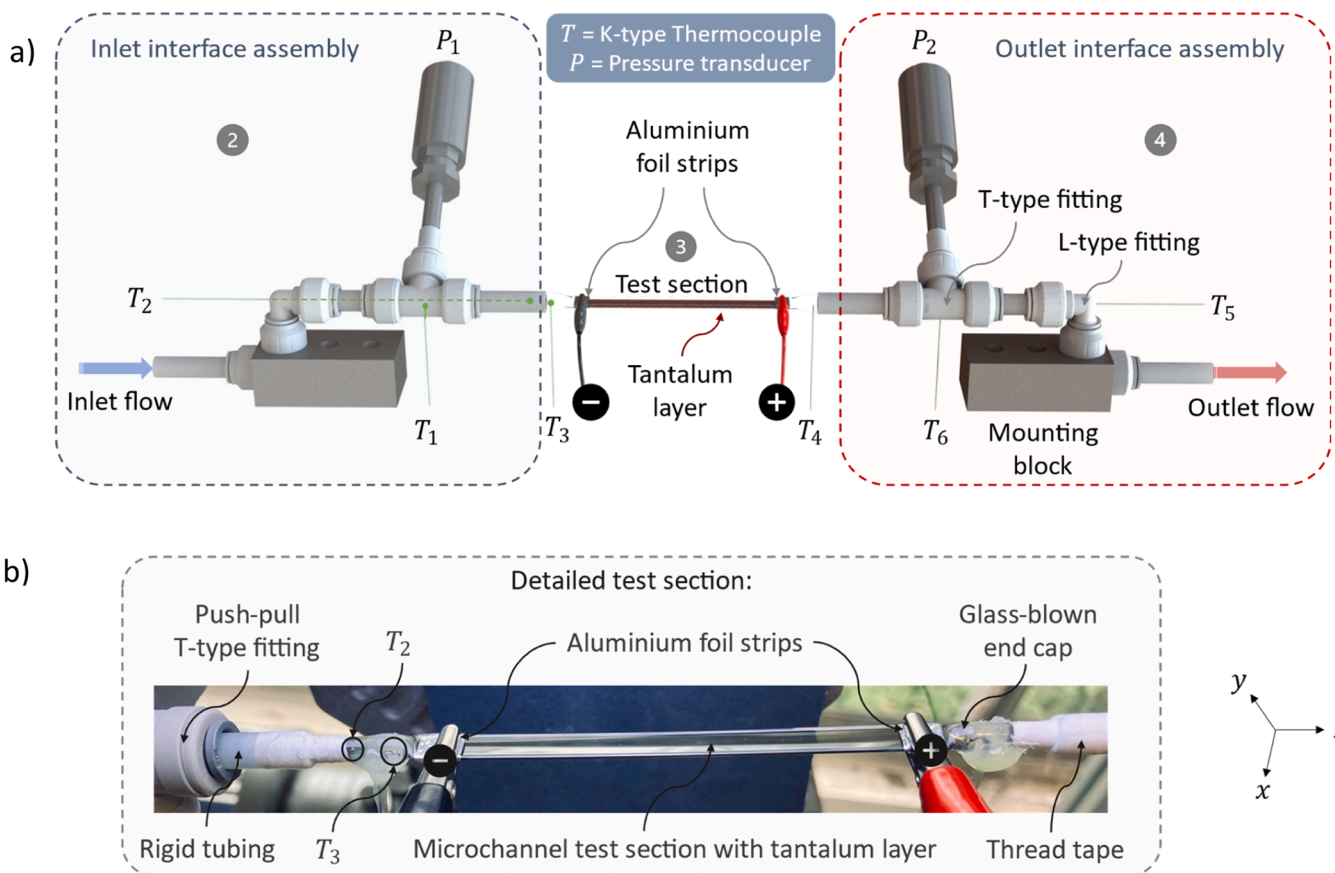 a)
Inlet interface assembly
P₁
T = K-type Thermocouple
P = Pressure transducer
P₂
Outlet interface assembly
2
Aluminium
foil strips
4
T-type fitting
3
L-type fitting
Test section
T₂
T₅
Tantalum
layer
Inlet flow
−
+
Outlet flow
T₁
T₃
T₄
T₆
Mounting
block
b)
Detailed test section:
Push-pull
T-type fitting
T₂
Aluminium foil strips
Glass-blown
end cap
−
+
y
x
Rigid tubing
T₃
Microchannel test section with tantalum layer
Thread tape